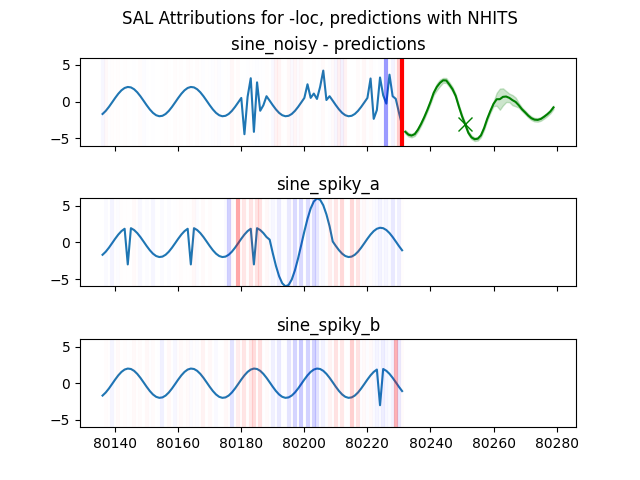 SAL Attributions for -loc, predictions with NHITS
sine_noisy - predictions
5
0
−5
sine_spiky_a
5
0
−5
sine_spiky_b
5
0
−5
80140 80160 80180 80200 80220 80240 80260 80280